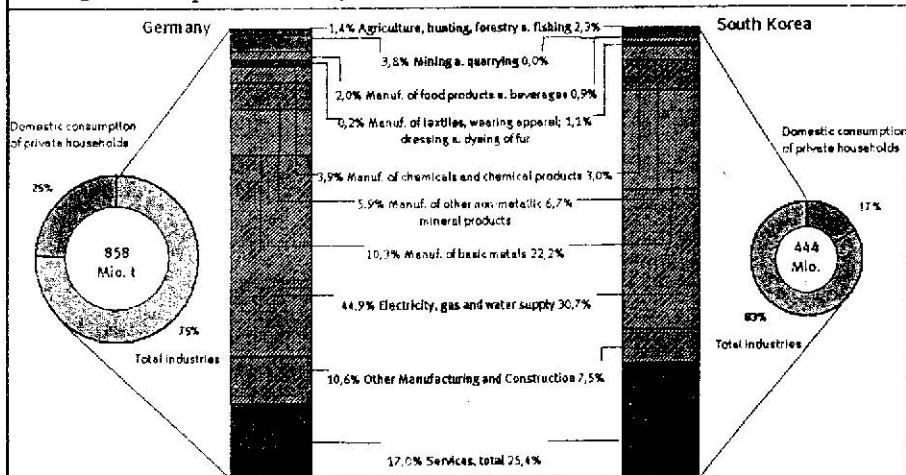 Germany
South Korea
1,4% Agriculture, hunting, forestry a. fishing 2,3%
3,8% Mining a. quarrying 0,0%
2,0% Manuf. of food products a. beverages 0,9%
0,2% Manuf. of textiles, wearing apparel; 1,1%
dressing a. dyeing of fur
Domestic consumption
of private households
Domestic consumption
of private households
3,9% Manuf. of chemicals and chemical products 3,0%
25%
17%
5,9% Manuf. of other non-metallic 6,7%
mineral products
858
Mio. t
444
Mio.
10,3% Manuf. of basic metals 22,2%
44,9% Electricity, gas and water supply 30,7%
75%
83%
Total industries
Total industries
10,6% Other Manufacturing and Construction 7,5%
17,0% Services, total 25,4%